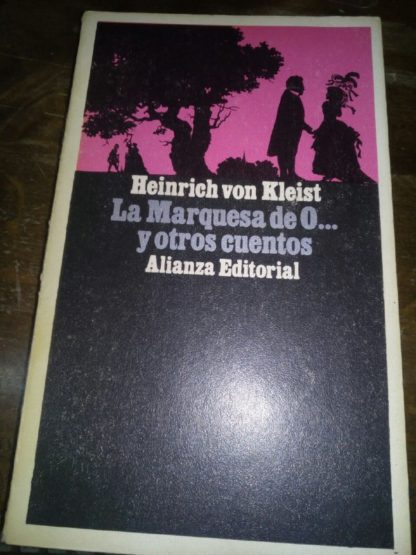 Heinrich von Kleist
La Marquesa de O...
y otros cuentos
Alianza Editorial